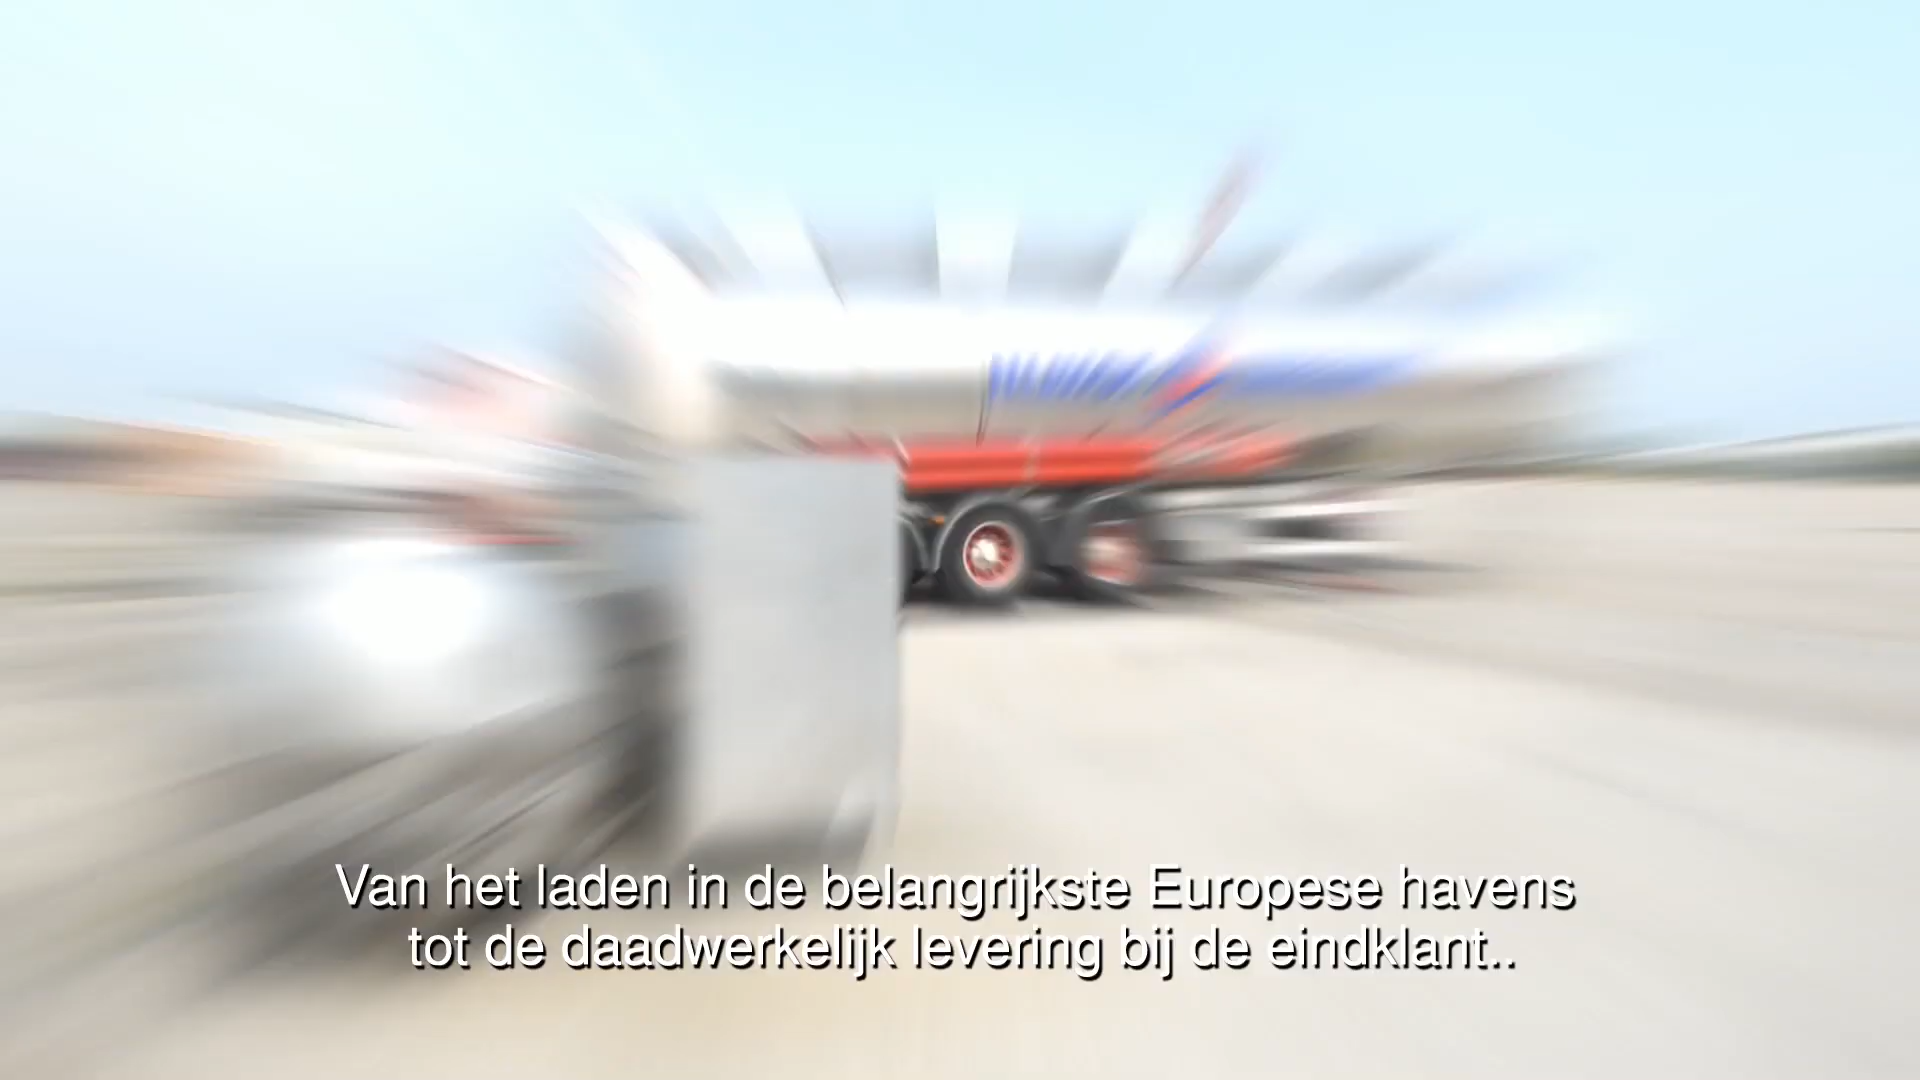 Van het laden in de belangrijkste Europese havens
tot de daadwerkelijk levering bij de eindklant..